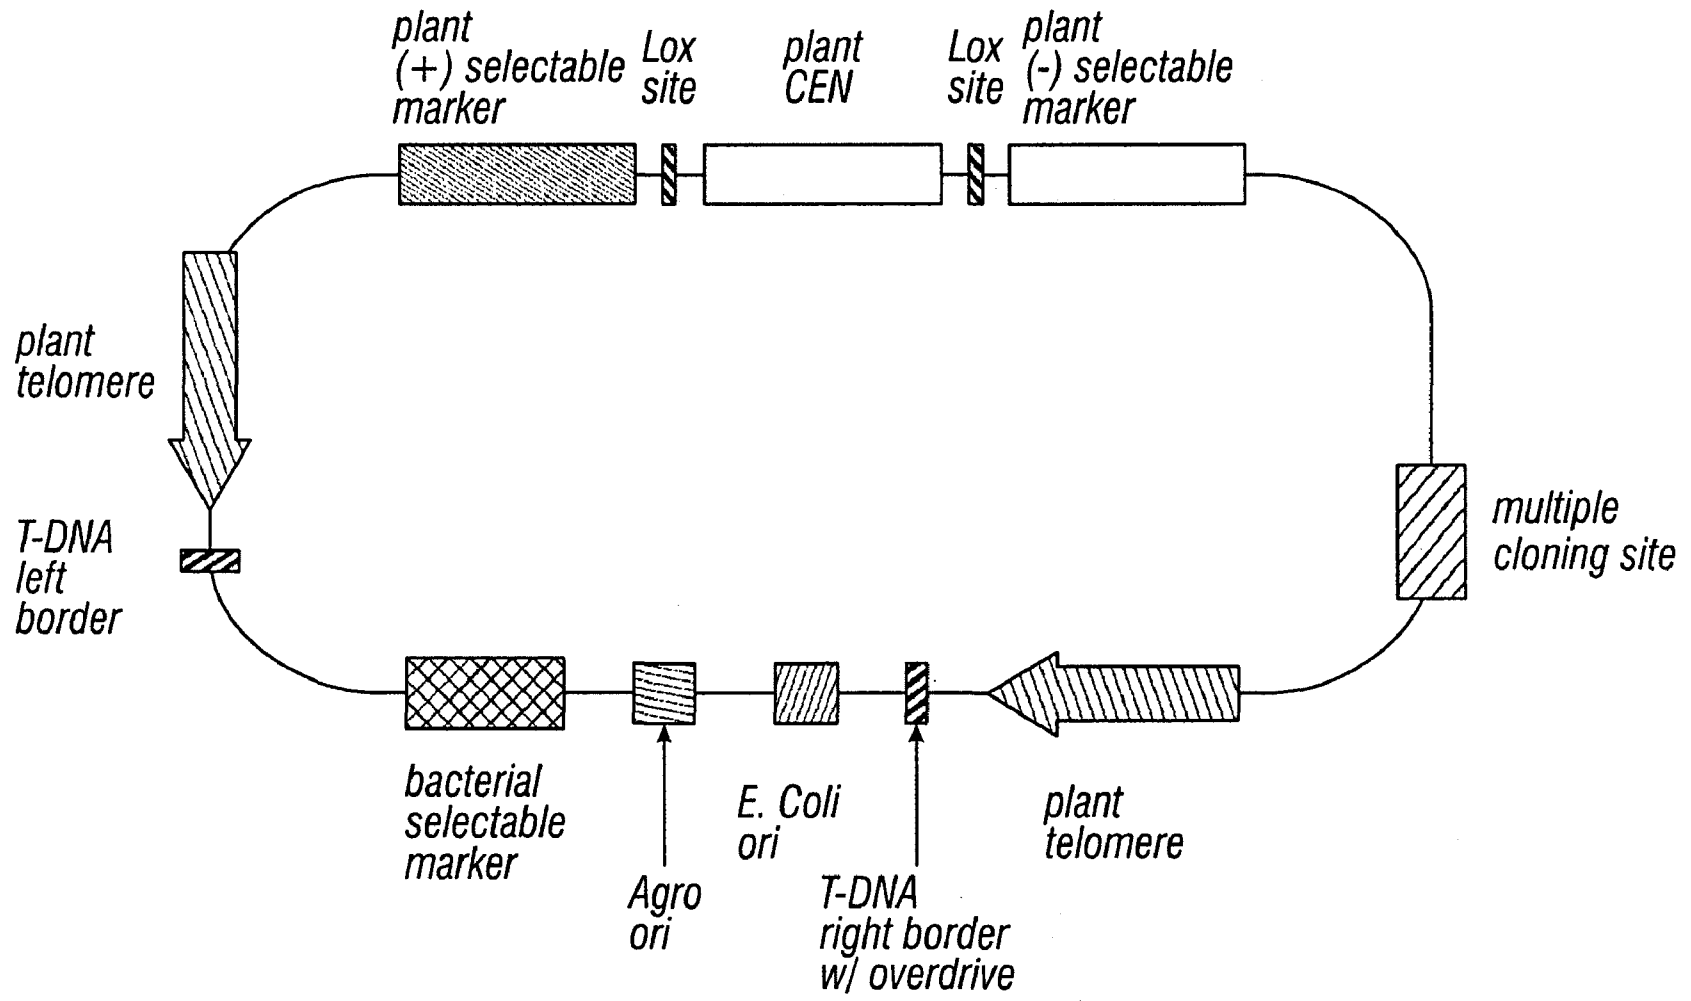 plant
(+) selectable
marker
Lox
site
plant
CEN
Lox
site
plant
(-) selectable
marker
plant
telomere
T-DNA
left
border
multiple
cloning site
bacterial
selectable
marker
Agro
ori
E. Coli
ori
T-DNA
right border
w/ overdrive
plant
telomere